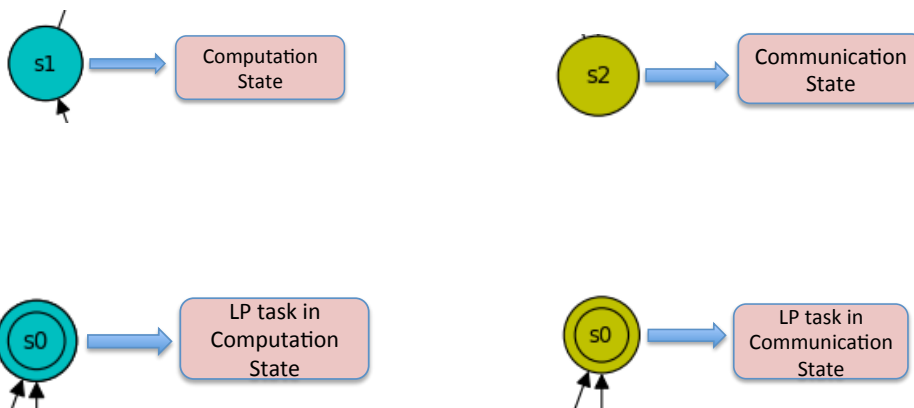 s1
Computation
State
s2
Communication
State
s0
LP task in
Computation
State
s0
LP task in
Communication
State